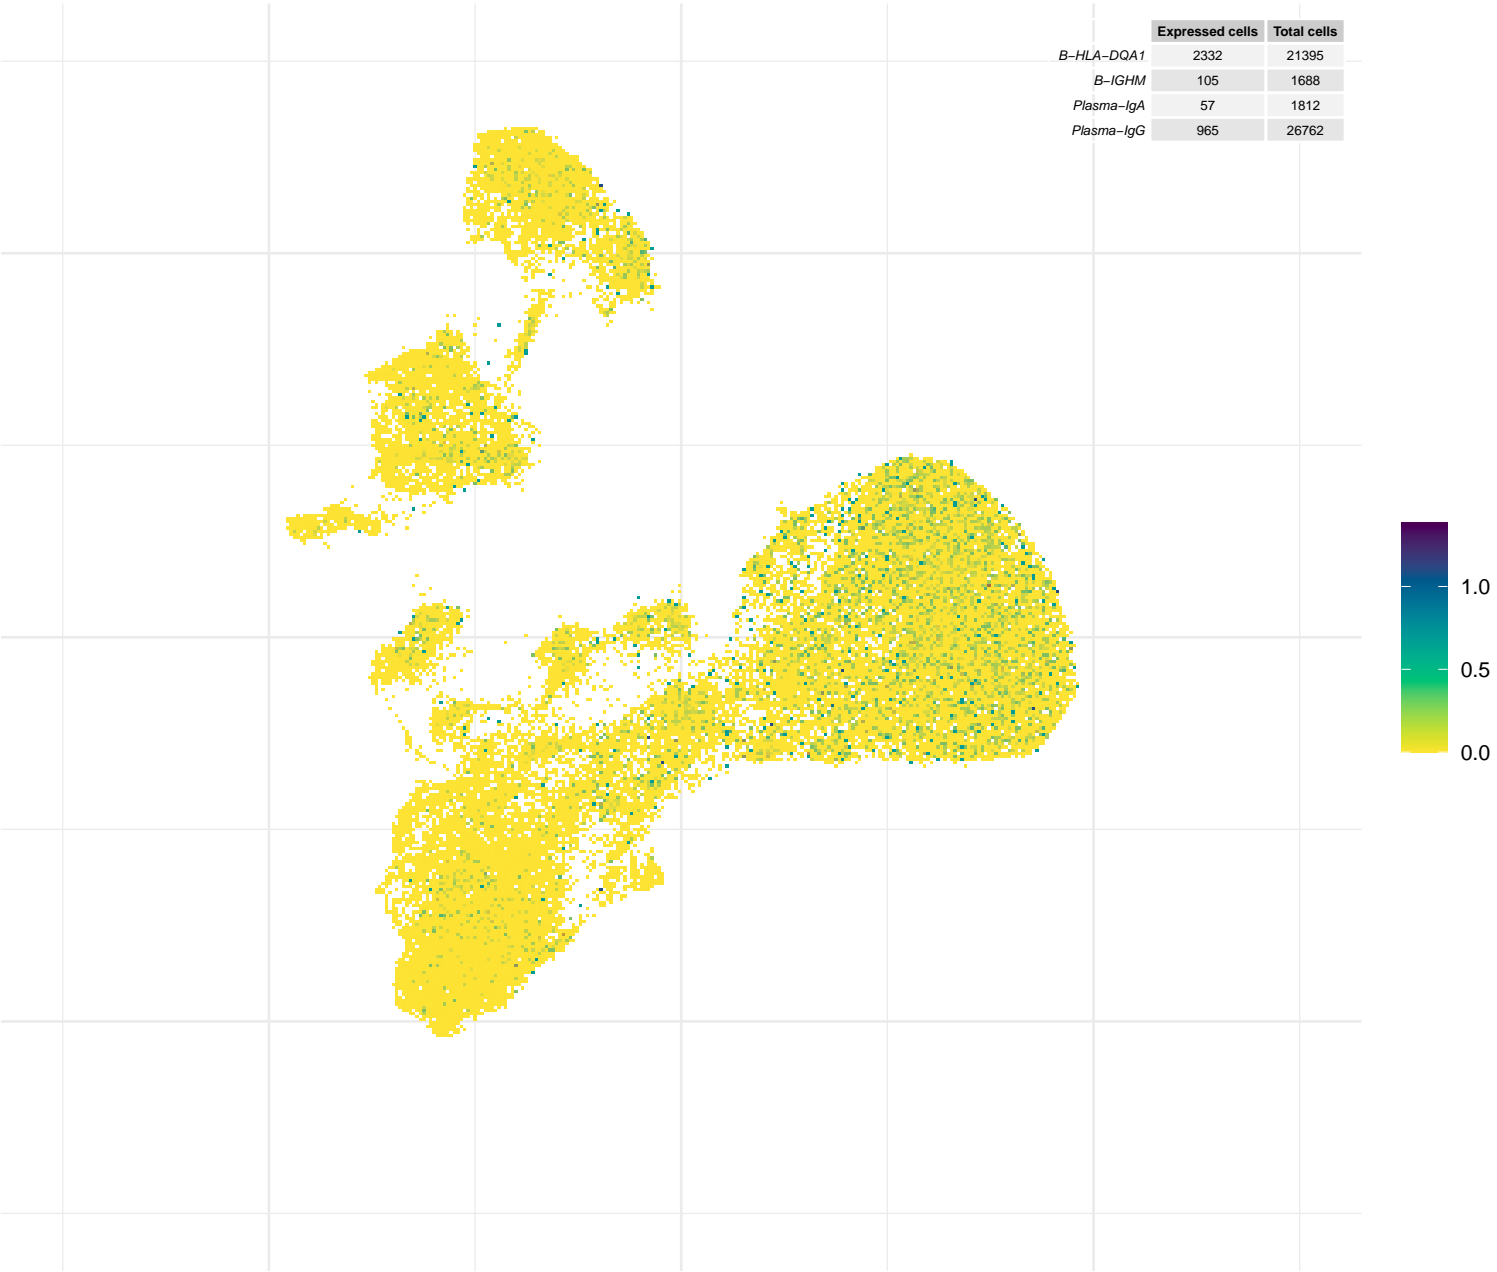 Expressed cells Total cells
B-HLA-DQA1 2332 21395
B-IGHM 105 1688
Plasma-IgA 57 1812
Plasma-IgG 965 26762
1.0
0.5
0.0